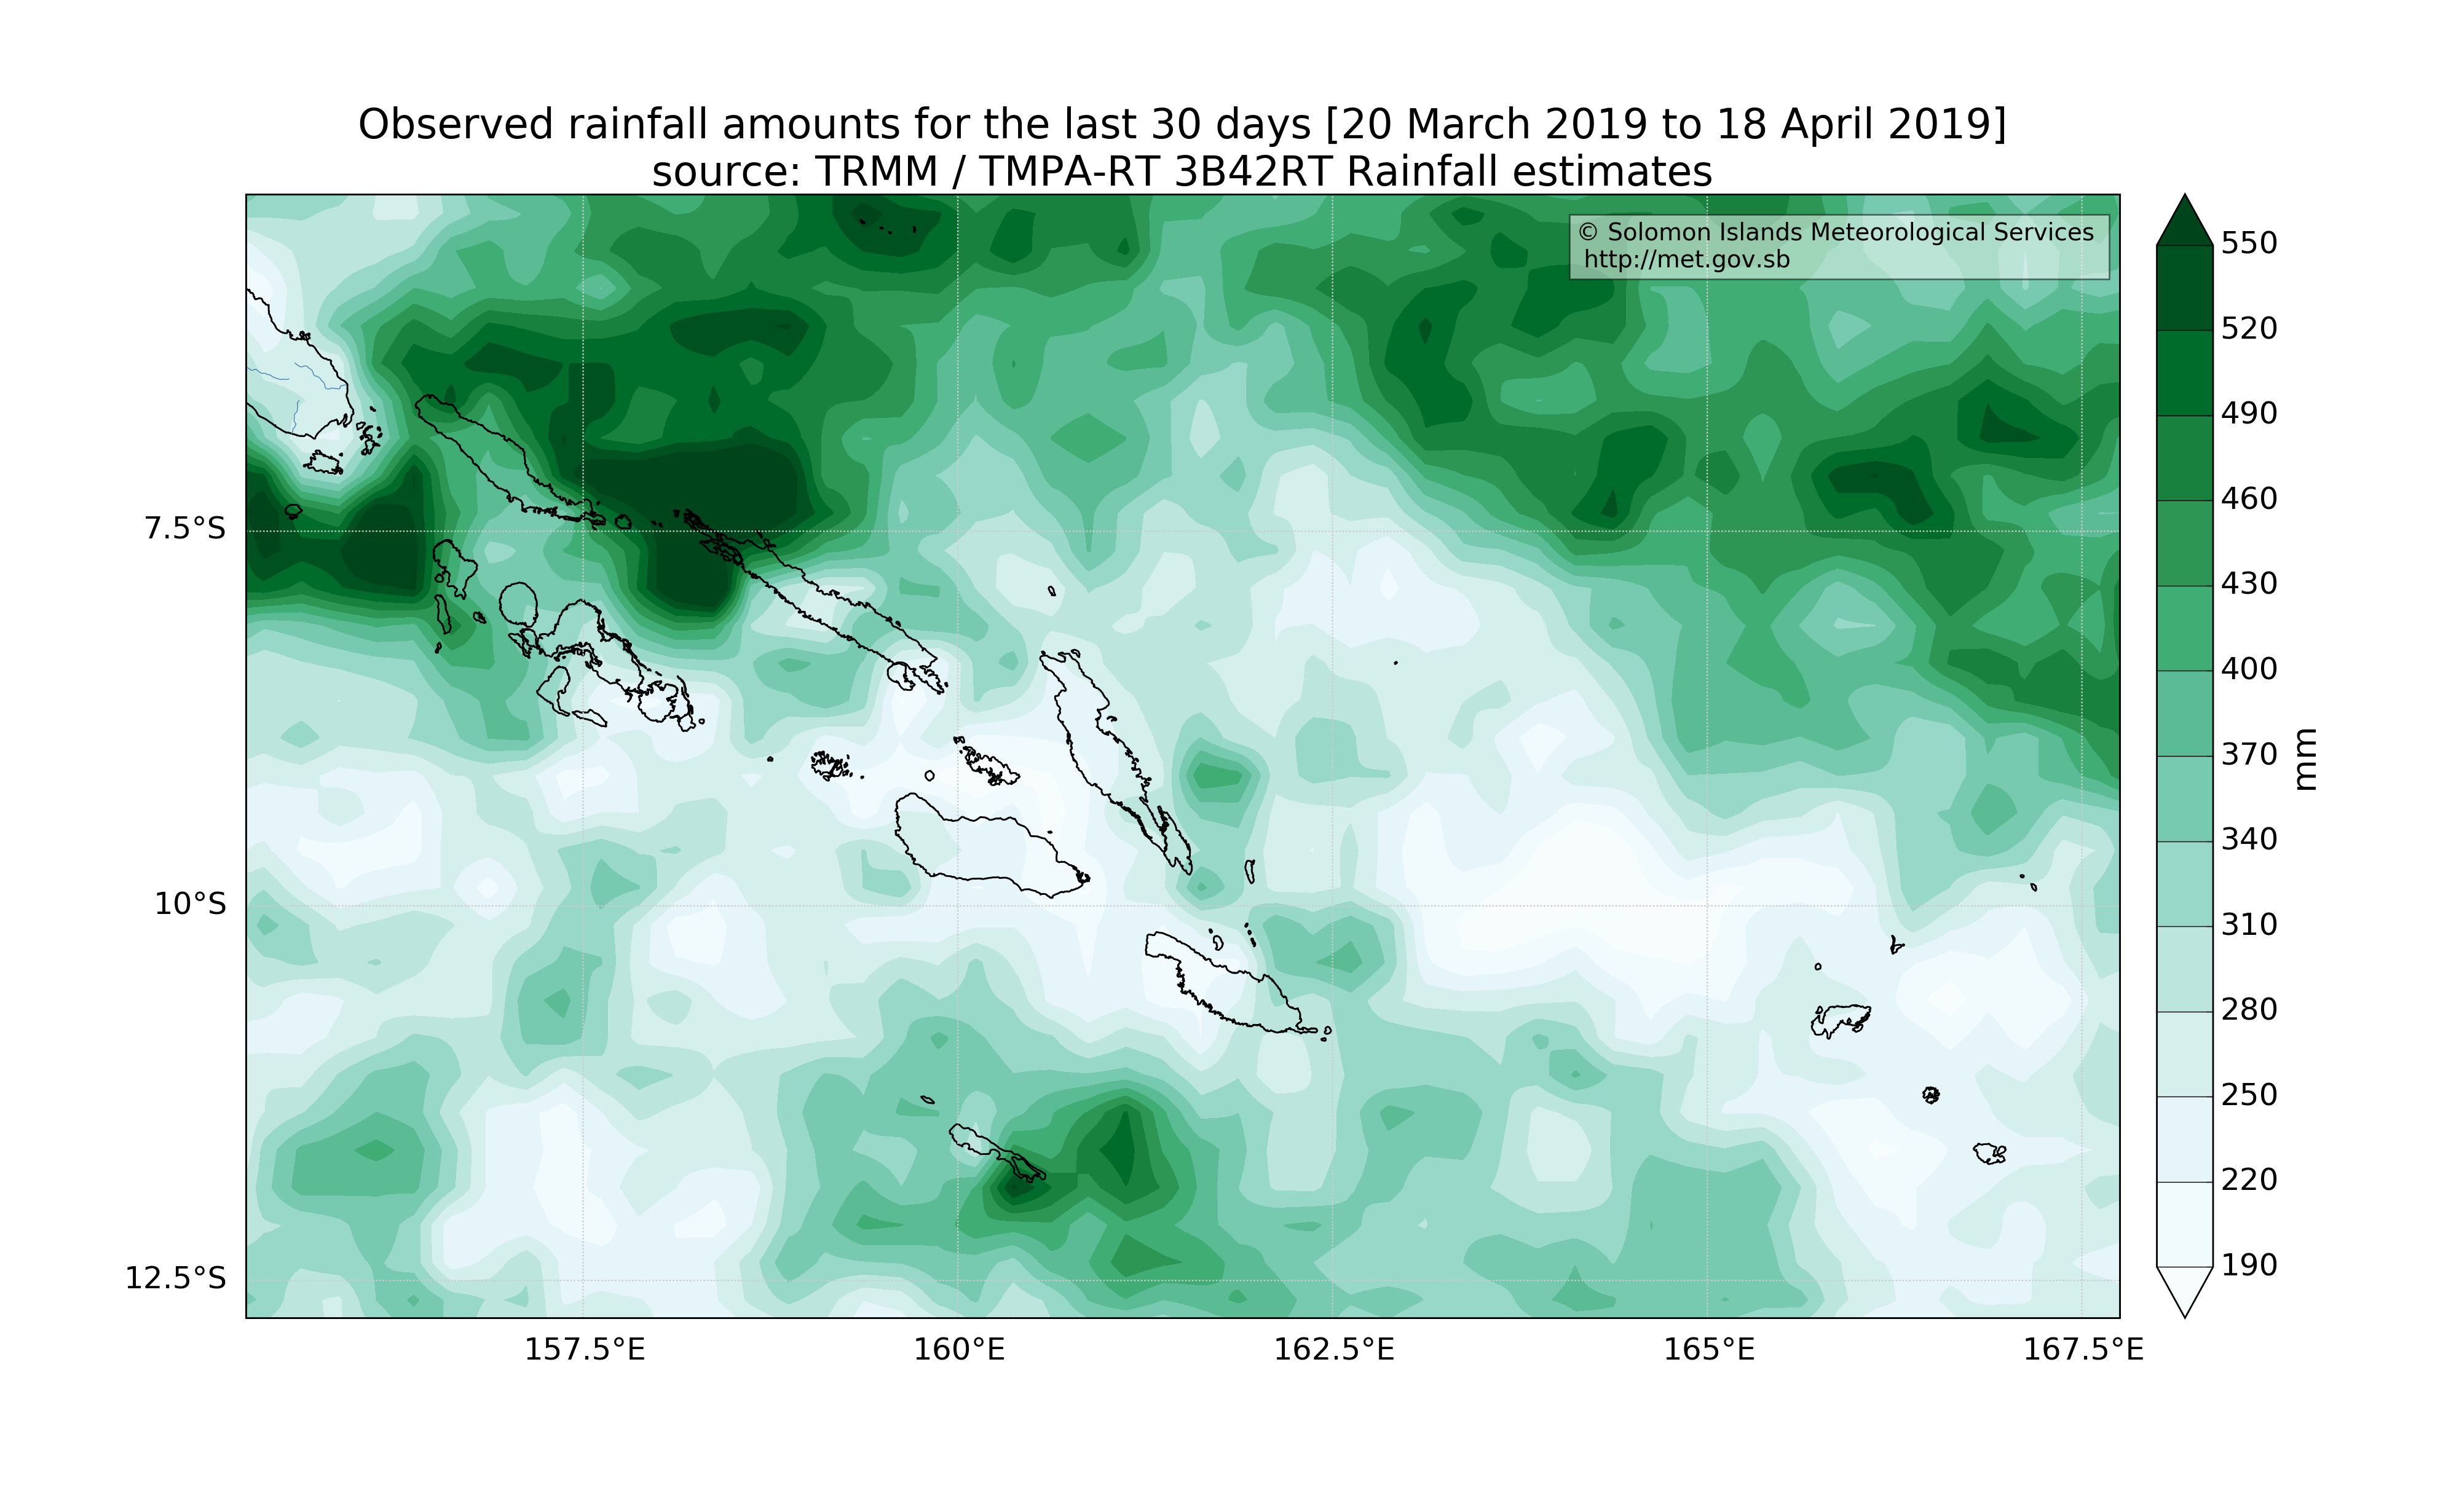 Observed rainfall amounts for the last 30 days [20 March 2019 to 18 April 2019]
source: TRMM / TMPA-RT 3B42RT Rainfall estimates
© Solomon Islands Meteorological Services
http://met.gov.sb
550
520
490
460
430
400
370
340
310
280
250
220
190
mm
7.5°S
10°S
12.5°S
157.5°E
160°E
162.5°E
165°E
167.5°E